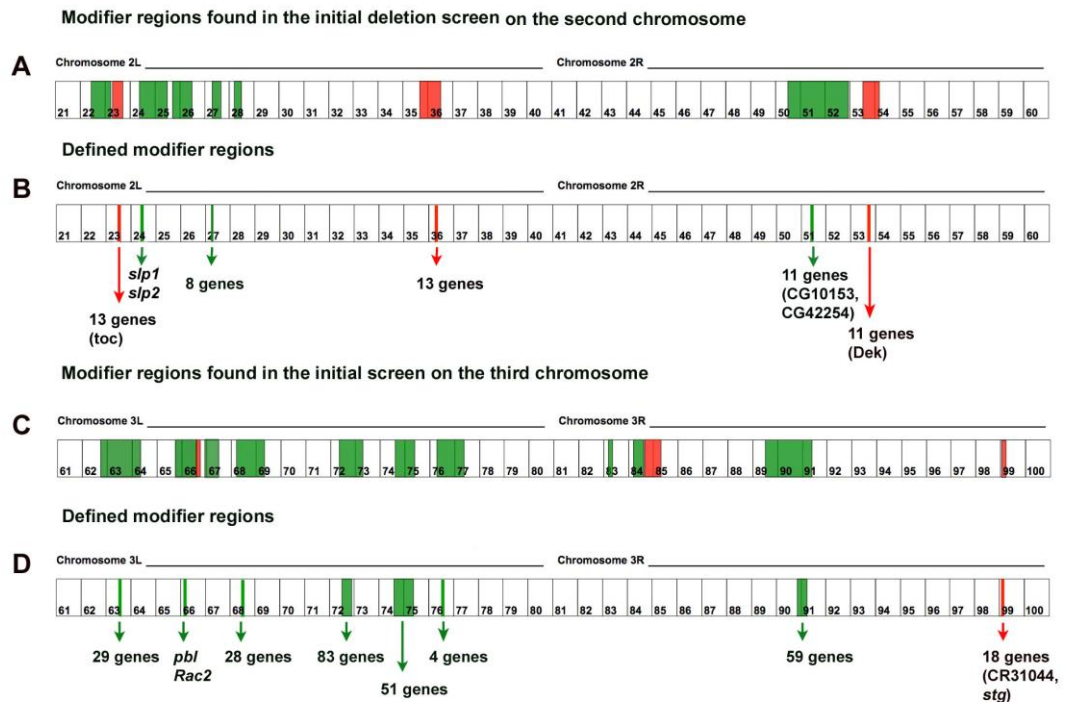 Modifier regions found in the initial deletion screen on the second chromosome
A
Chromosome 2L Chromosome 2R
21 22 23 24 25 26 27 28 29 30 31 32 33 34 35 36 37 38 39 40 41 42 43 44 45 46 47 48 49 50 51 52 53 54 55 56 57 58 59 60
Defined modifier regions
B
Chromosome 2L Chromosome 2R
21 22 23 24 25 26 27 28 29 30 31 32 33 34 35 36 37 38 39 40 41 42 43 44 45 46 47 48 49 50 51 52 53 54 55 56 57 58 59 60
slp1
slp2
13 genes
(toc)
8 genes
13 genes
11 genes
(CG10153,
CG42254)
11 genes
(Dek)
Modifier regions found in the initial screen on the third chromosome
C
Chromosome 3L Chromosome 3R
61 62 63 64 65 66 67 68 69 70 71 72 73 74 75 76 77 78 79 80 81 82 83 84 85 86 87 88 89 90 91 92 93 94 95 96 97 98 99 100
Defined modifier regions
D
Chromosome 3L Chromosome 3R
61 62 63 64 65 66 67 68 69 70 71 72 73 74 75 76 77 78 79 80 81 82 83 84 85 86 87 88 89 90 91 92 93 94 95 96 97 98 99 100
29 genes
pbl
Rac2
28 genes
83 genes
51 genes
4 genes
59 genes
18 genes
(CR31044,
stg)